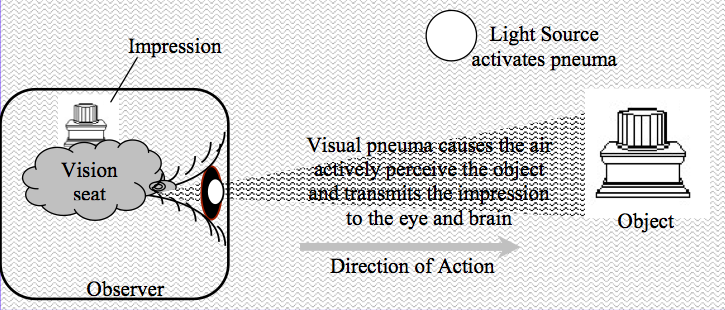 Impression
Light Source
activates pneuma
Visual pneuma causes the air
actively perceive the object
and transmits the impression
to the eye and brain
Vision
seat
Object
Direction of Action
Observer